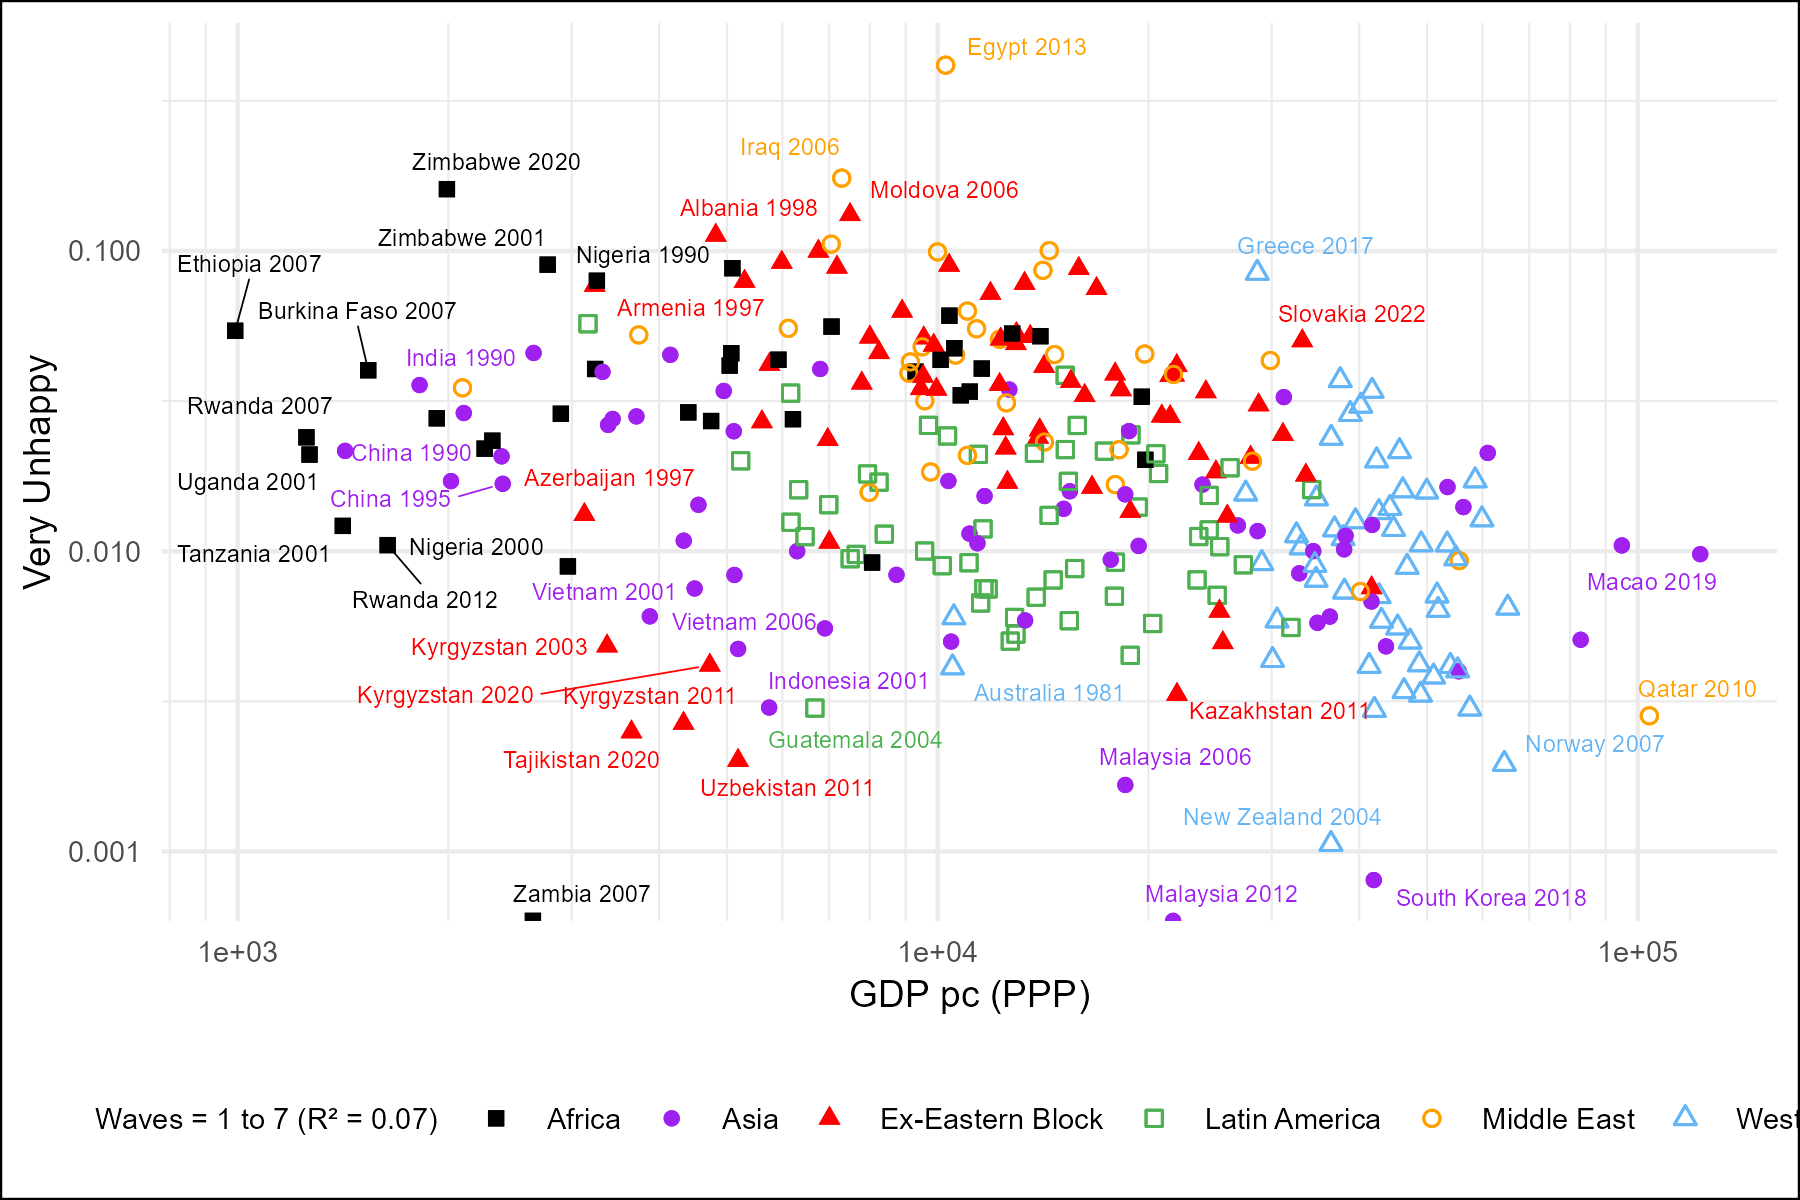 Egypt 2013
Iraq 2006
Zimbabwe 2020
Moldova 2006
Albania 1998
Zimbabwe 2001
Greece 2017
0.100
Nigeria 1990
Ethiopia 2007
Armenia 1997
Burkina Faso 2007
Slovakia 2022
India 1990
Rwanda 2007
China 1990
Azerbaijan 1997
Uganda 2001
China 1995
Very Unhappy
0.010
Nigeria 2000
Tanzania 2001
Macao 2019
Vietnam 2001
Rwanda 2012
Vietnam 2006
Kyrgyzstan 2003
Indonesia 2001
Qatar 2010
Kyrgyzstan 2020
Kyrgyzstan 2011
Australia 1981
Kazakhstan 2011
Guatemala 2004
Norway 2007
Tajikistan 2020
Malaysia 2006
Uzbekistan 2011
New Zealand 2004
0.001
Zambia 2007
Malaysia 2012
South Korea 2018
1e+03
1e+04
1e+05
GDP pc (PPP)
Waves = 1 to 7 (R² = 0.07) Africa Asia Ex-Eastern Block Latin America Middle East West